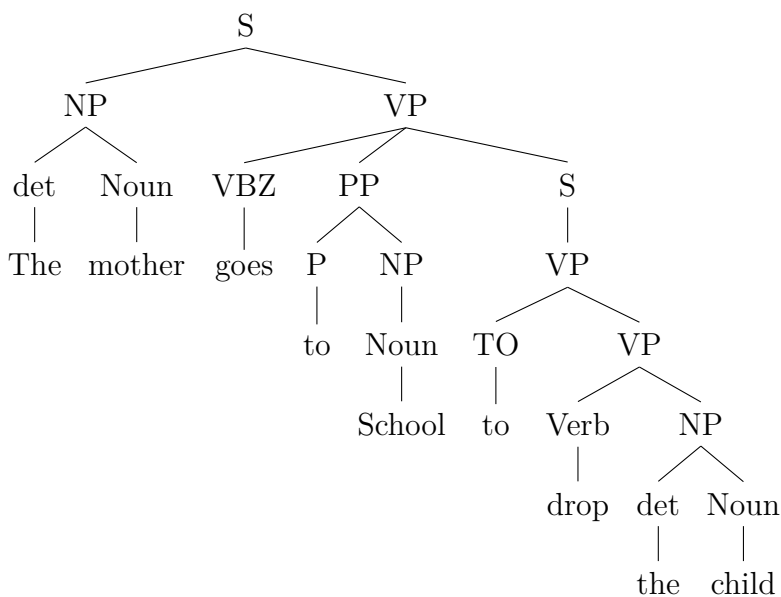 S
NP VP
det Noun VBZ PP S
The mother goes P NP VP
to Noun TO VP
School to Verb NP
drop det Noun
the child